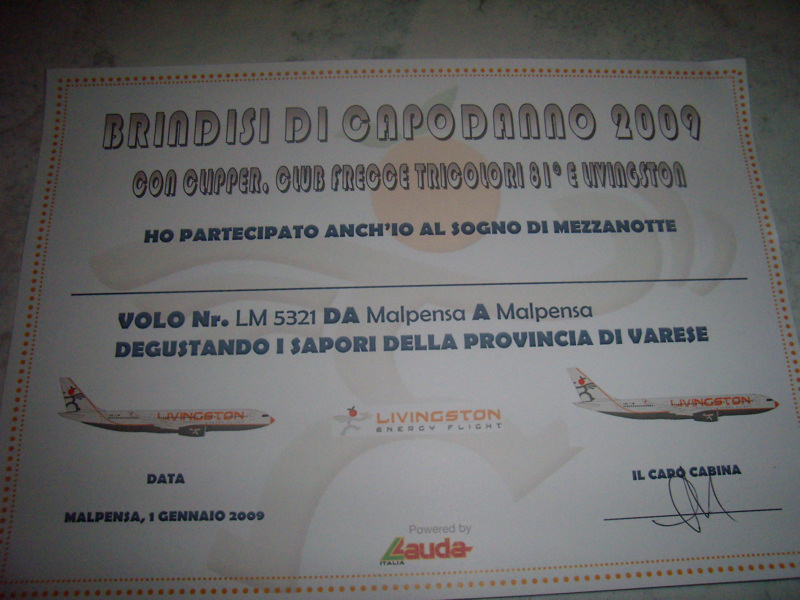 BRINDISI DI CAPODANNO 2009
CON CLIPPER, CLUB FRECCE TRICOLORI 81° E LIVINGSTON
HO PARTECIPATO ANCH'IO AL SOGNO DI MEZZANOTTE
VOLO Nr. LM 5321 DA Malpensa A Malpensa
DEGUSTANDO I SAPORI DELLA PROVINCIA DI VARESE
LIVINGSTON
LIVINGSTON
ENERGY FLIGHT
LIVINGSTON
DATA
IL CAPO CABINA
MALPENSA, 1 GENNAIO 2009
Powered by
Lauda
ITALIA